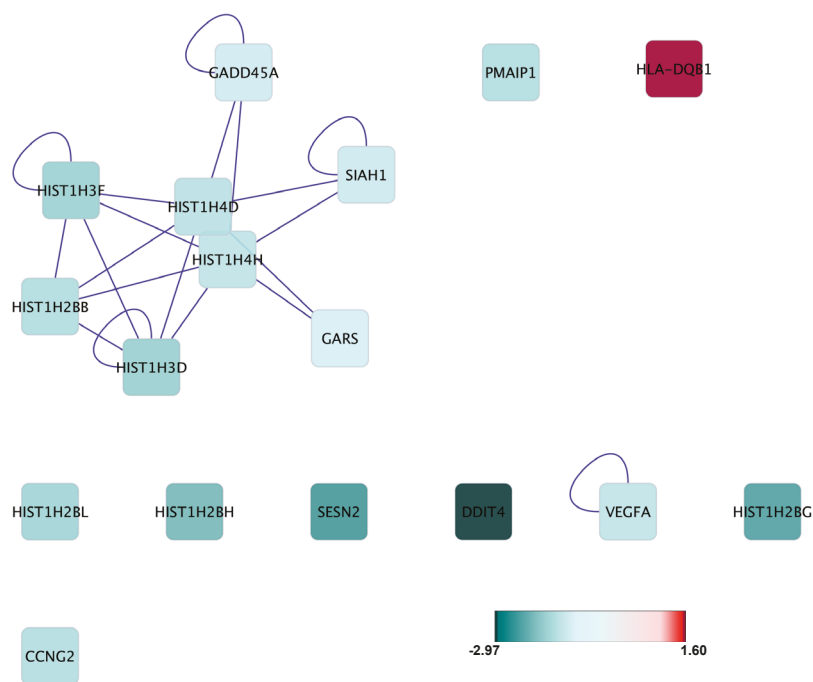 GADD45A
PMAIP1
HLA-DQB1
SIAH1
HIST1H3F
HIST1H4D
HIST1H4H
HIST1H2BB
GARS
HIST1H3D
HIST1H2BL
HIST1H2BH
SESN2
DDIT4
VEGFA
HIST1H2BG
CCNG2
-2.97
1.60